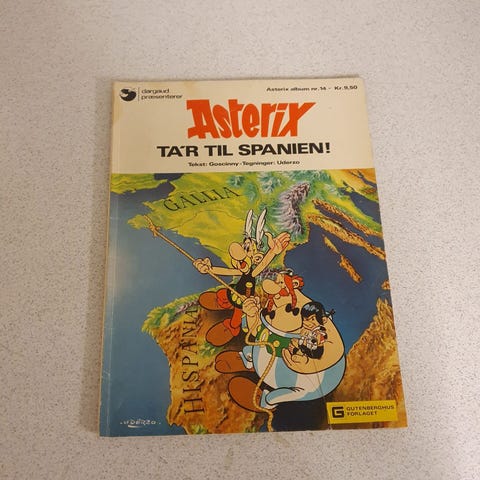 dargaud
præsenterer
Asterix album nr. 14 - Kr. 9,50
Asterix
TA'R TIL SPANIEN!
Tekst: Goscinny - Tegninger: Uderzo
GALLIA
HISPANIA
UDERZO
G GUTENBERGHUS
FORLAGET